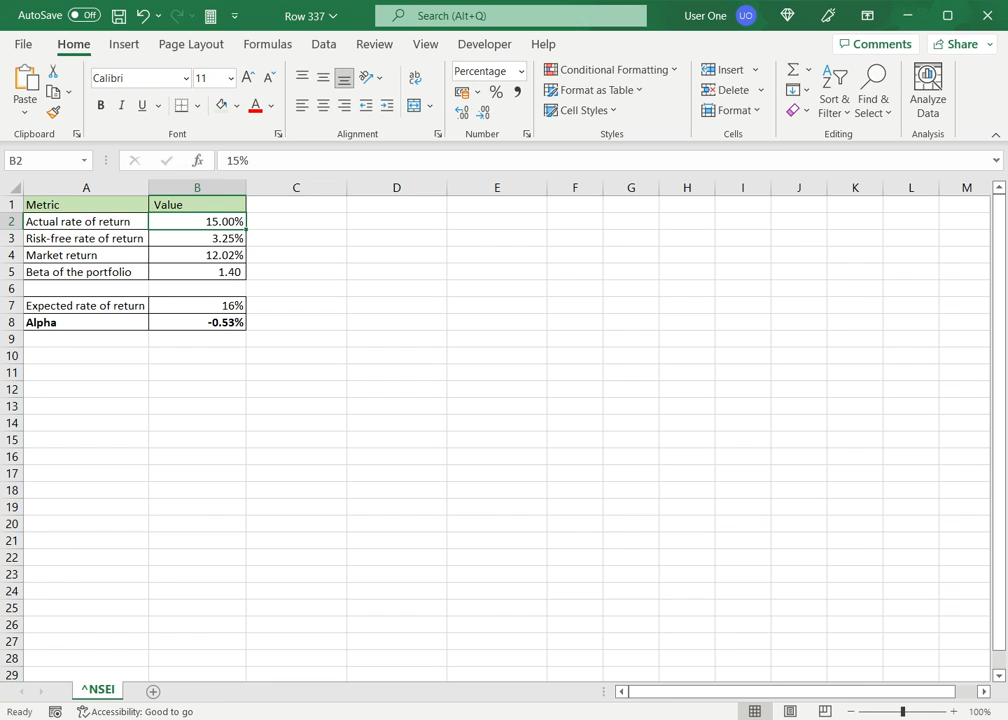 AutoSave Off Row 337 Search (Alt+Q) User One UO
File Home Insert Page Layout Formulas Data Review View Developer Help Comments Share
Paste Calibri 11 A A ab Percentage Conditional Formatting Insert Sort & Filter Find & Select Analyze Data
B I U A % Format as Table Delete
Cell Styles Format
Clipboard Font Alignment Number Styles Cells Editing Analysis
B2 fx 15%
A B C D E F G H I J K L M
1 Metric Value
2 Actual rate of return 15.00%
3 Risk-free rate of return 3.25%
4 Market return 12.02%
5 Beta of the portfolio 1.40
6
7 Expected rate of return 16%
8 Alpha -0.53%
9
10
11
12
13
14
15
16
17
18
19
20
21
22
23
24
25
26
27
28
29
^NSEI
Ready Accessibility: Good to go 100%